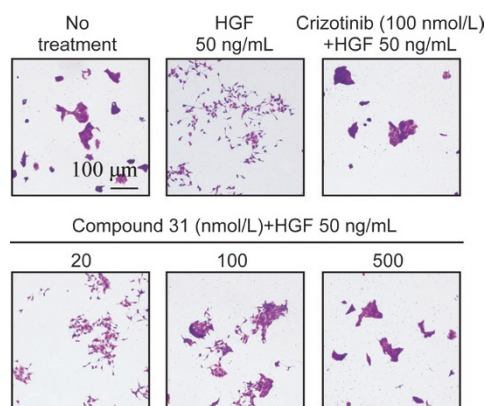 No
treatment
HGF
50 ng/mL
Crizotinib (100 nmol/L)
+HGF 50 ng/mL
100 μm
Compound 31 (nmol/L)+HGF 50 ng/mL
20
100
500